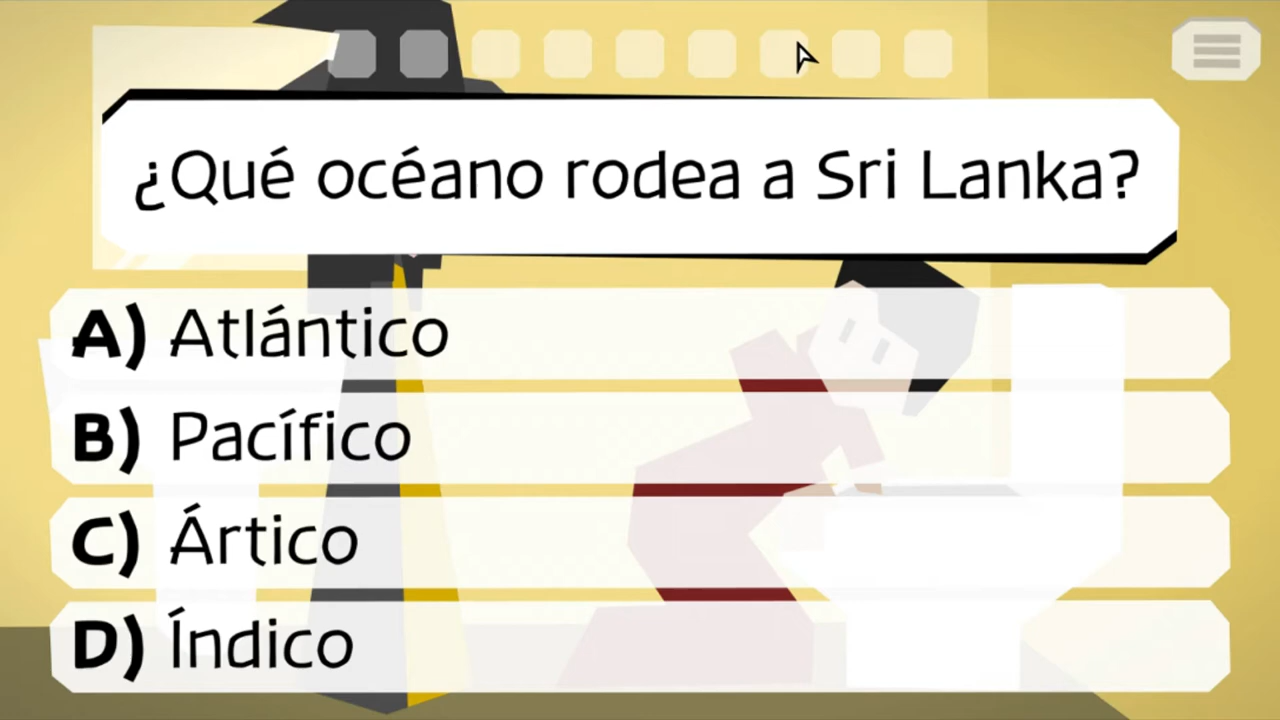 ¿Qué océano rodea a Sri Lanka?
A) Atlántico
B) Pacífico
C) Ártico
D) Índico